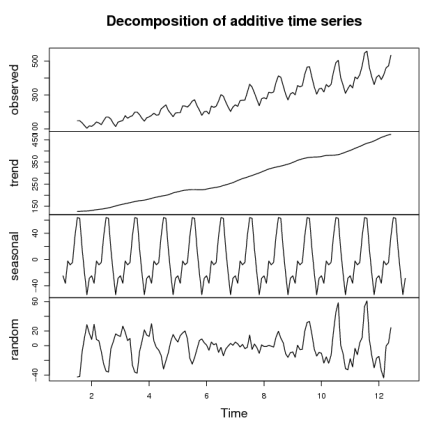 Decomposition of additive time series
observed
100 300 500
trend
150 250 350 450
seasonal
-40 0 40
random
-40 0 20 60
2 4 6 8 10 12
Time